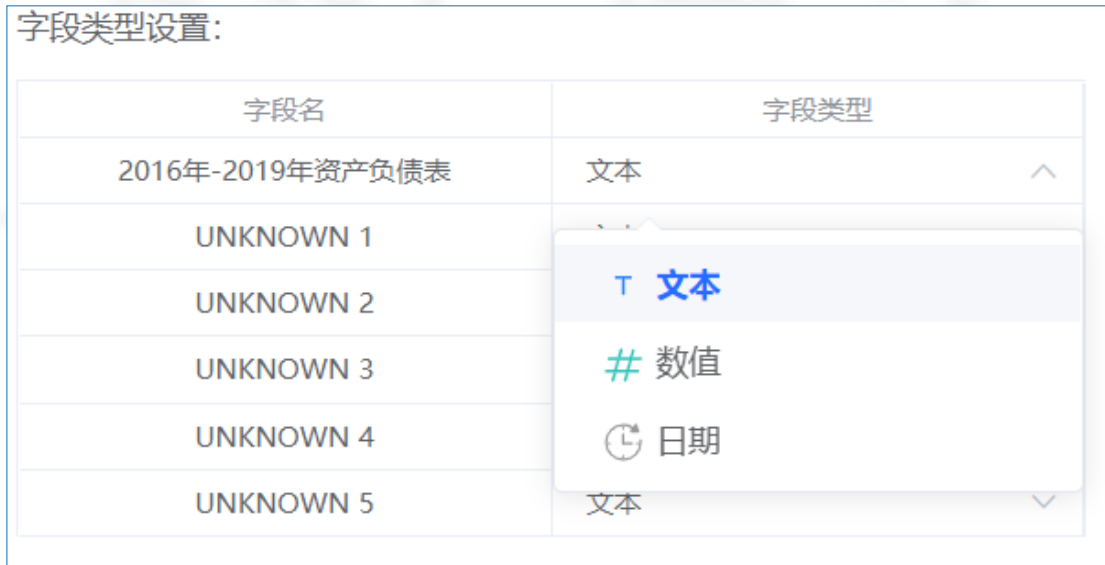 字段类型设置:
字段名 字段类型
2016年-2019年资产负债表 文本
UNKNOWN 1
T 文本
UNKNOWN 2
UNKNOWN 3 # 数值
UNKNOWN 4 日期
UNKNOWN 5 文本